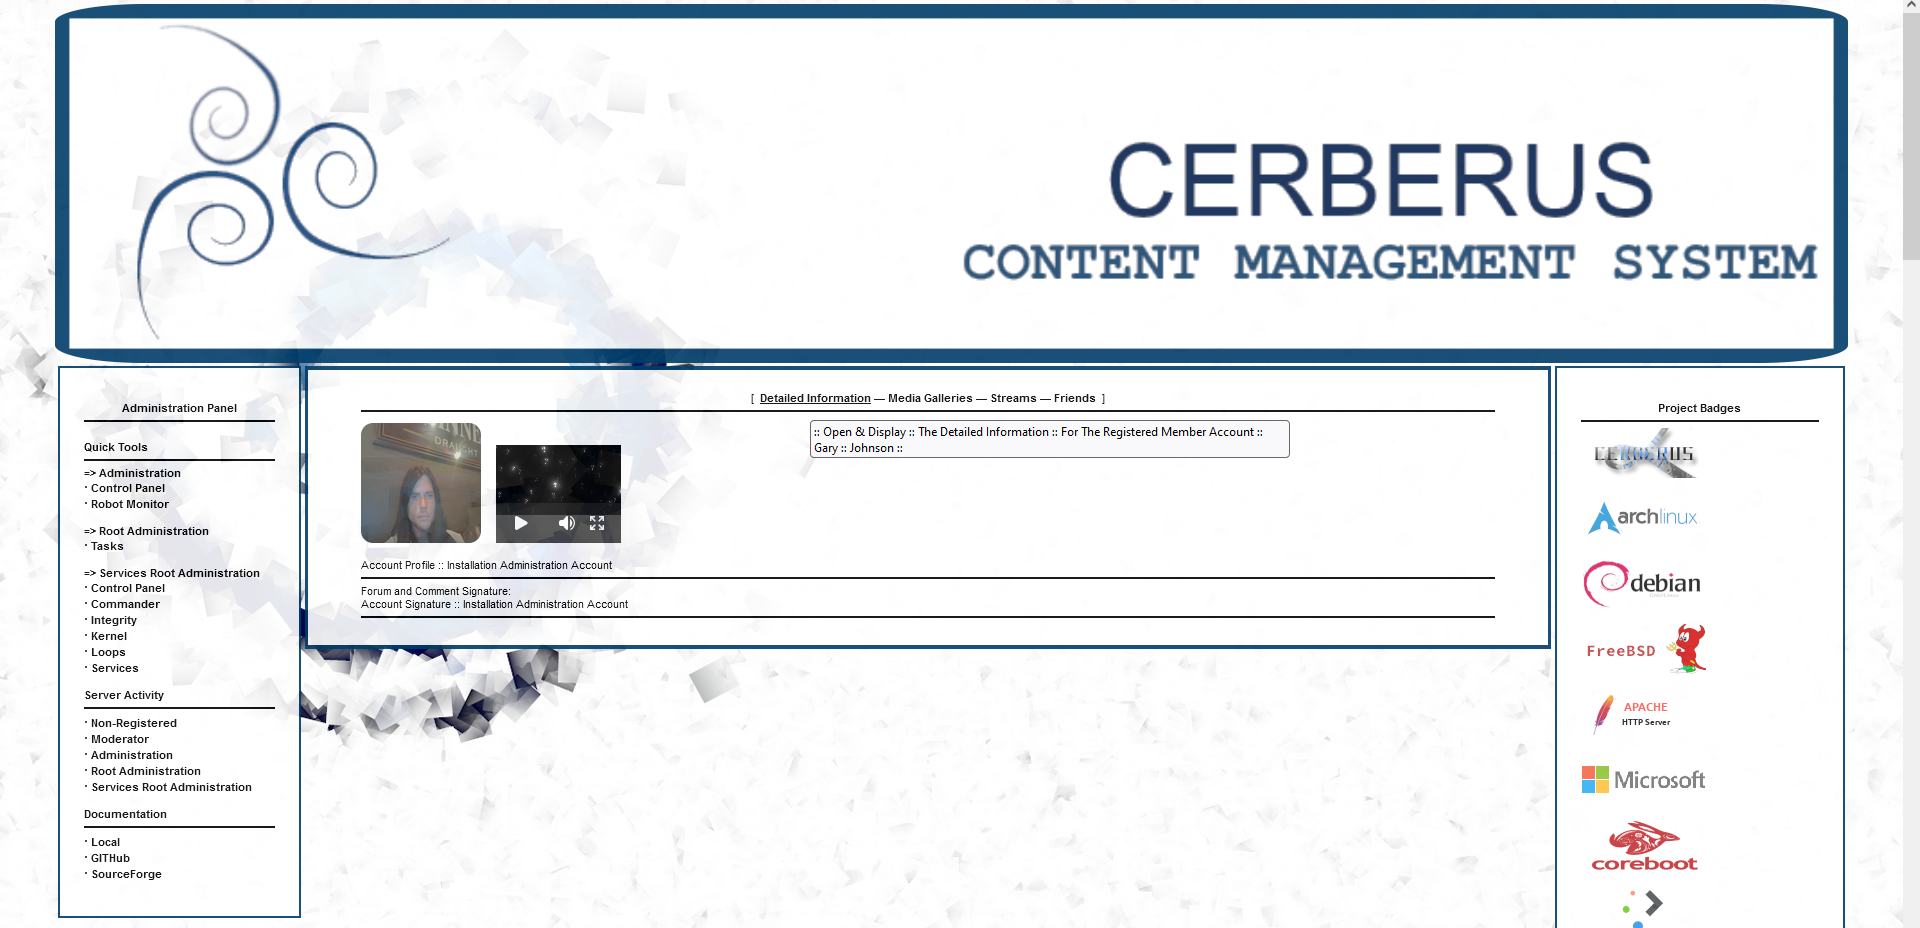 CERBERUS
CONTENT MANAGEMENT SYSTEM
Administration Panel
Quick Tools
=> Administration
· Control Panel
· Robot Monitor
=> Root Administration
· Tasks
=> Services Root Administration
· Control Panel
· Commander
· Integrity
· Kernel
· Loops
· Services
Server Activity
· Non-Registered
· Moderator
· Administration
· Root Administration
· Services Root Administration
Documentation
· Local
· GITHub
· SourceForge
[ Detailed Information — Media Galleries — Streams — Friends ]
:: Open & Display :: The Detailed Information :: For The Registered Member Account ::
Gary :: Johnson ::
DRAUGHT
Account Profile :: Installation Administration Account
Forum and Comment Signature:
Account Signature :: Installation Administration Account
Project Badges
CERBERUS
archlinux
debian
FreeBSD
APACHE
HTTP Server
Microsoft
coreboot